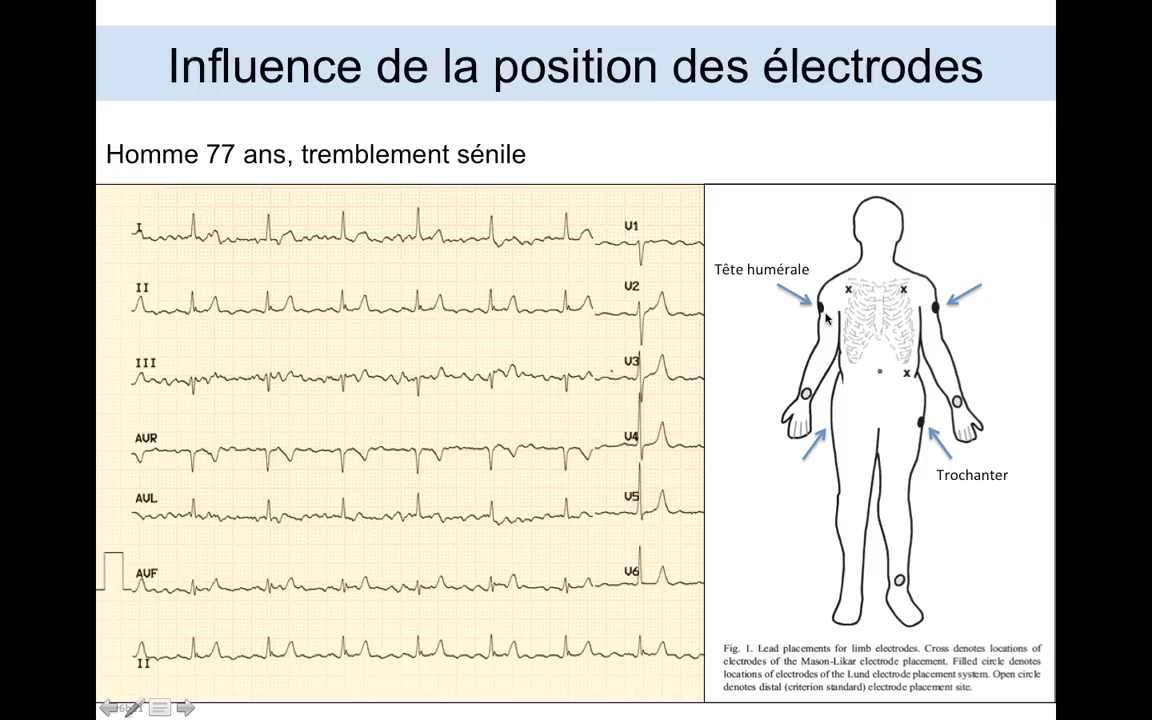 Influence de la position des électrodes
Homme 77 ans, tremblement sénile
I
II
III
AVR
AVL
AVF
II
V1
V2
V3
V4
V5
V6
Tête humérale
x x
x
Trochanter
Fig. 1. Lead placements for limb electrodes. Cross denotes locations of
electrodes of the Mason-Likar electrode placement. Filled circle denotes
locations of electrodes of the Lund electrode placement system. Open circle
denotes distal (criterion standard) electrode placement site.